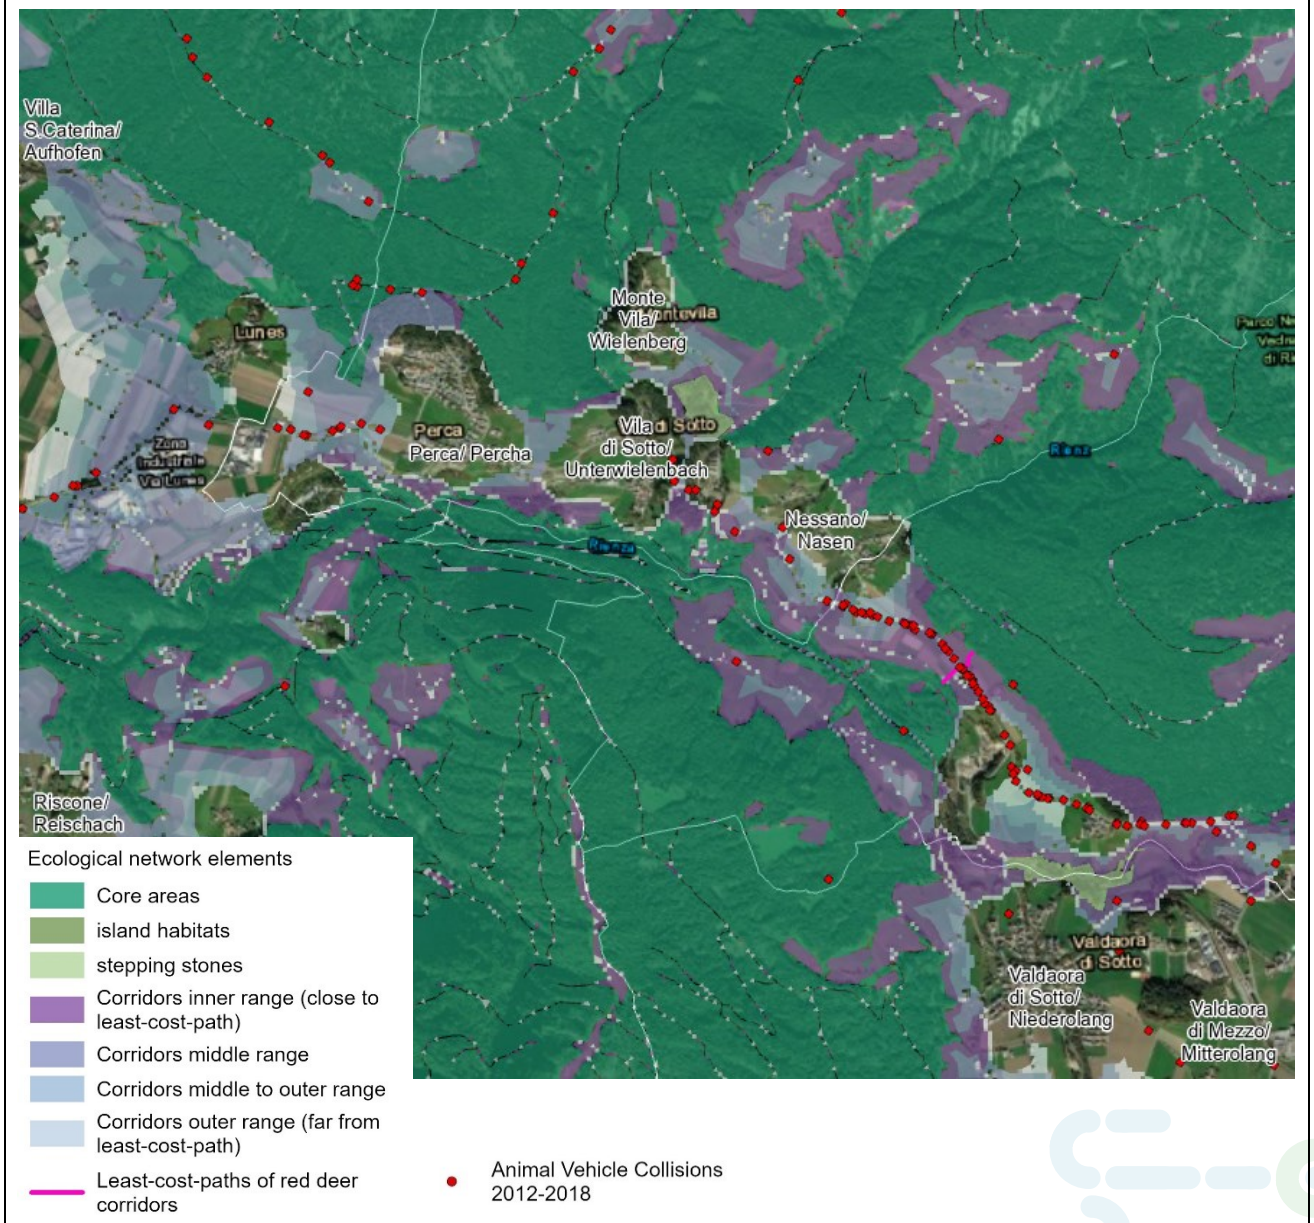 Villa
S.Caterina/
Aufhofen
Lunes
Monte
Vila/
Wielenberg
Perca
Perca/ Percha
Vila di Sotto
di Sotto/
Unterwielenbach
Zona
Industriale
Via Lunes
Rienz
Nessano/
Nasen
Rienza
Riscone/
Reischach
Valdaora
di Sotto
Valdaora
di Sotto/
Niederolang
Valdaora
di Mezzo/
Mitterolang
Ecological network elements
Core areas
island habitats
stepping stones
Corridors inner range (close to
least-cost-path)
Corridors middle range
Corridors middle to outer range
Corridors outer range (far from
least-cost-path)
Least-cost-paths of red deer
corridors
Animal Vehicle Collisions
2012-2018